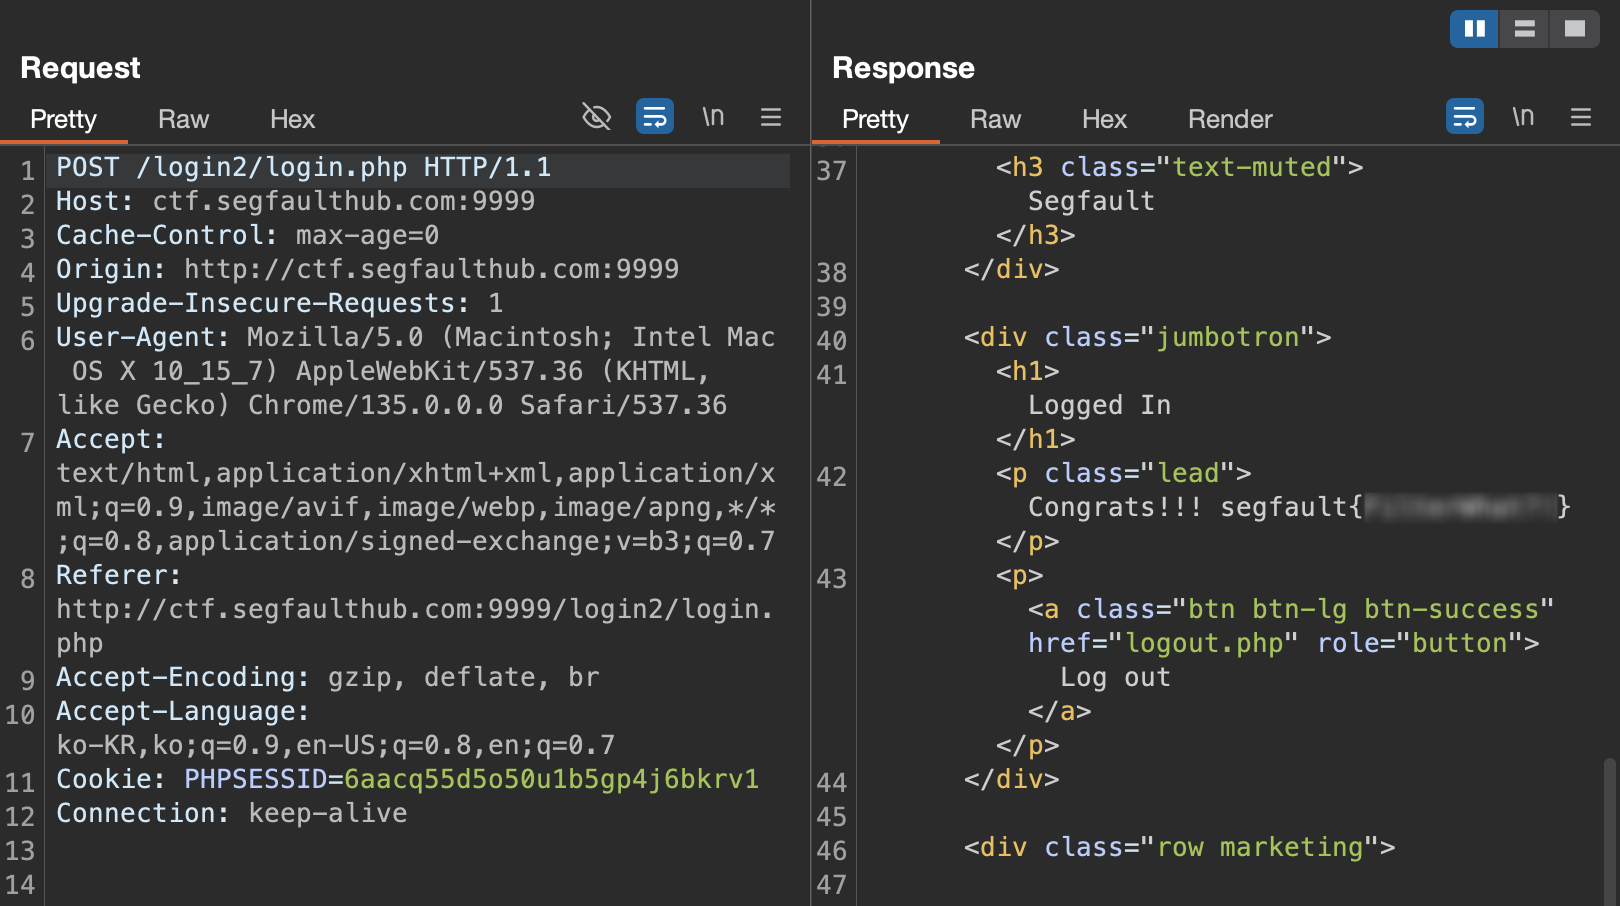 Request
Pretty Raw Hex \n
1 POST /login2/login.php HTTP/1.1
2 Host: ctf.segfaulthub.com:9999
3 Cache-Control: max-age=0
4 Origin: http://ctf.segfaulthub.com:9999
5 Upgrade-Insecure-Requests: 1
6 User-Agent: Mozilla/5.0 (Macintosh; Intel Mac
OS X 10_15_7) AppleWebKit/537.36 (KHTML,
like Gecko) Chrome/135.0.0.0 Safari/537.36
7 Accept:
text/html,application/xhtml+xml,application/x
ml;q=0.9,image/avif,image/webp,image/apng,*/*
;q=0.8,application/signed-exchange;v=b3;q=0.7
8 Referer:
http://ctf.segfaulthub.com:9999/login2/login.
php
9 Accept-Encoding: gzip, deflate, br
10 Accept-Language:
ko-KR,ko;q=0.9,en-US;q=0.8,en;q=0.7
11 Cookie: PHPSESSID=6aacq55d5o50u1b5gp4j6bkrv1
12 Connection: keep-alive
13
14
Response
Pretty Raw Hex Render \n
37 <h3 class="text-muted">
Segfault
</h3>
38 </div>
39
40 <div class="jumbotron">
41 <h1>
Logged In
</h1>
42 <p class="lead">
Congrats!!! segfault{ }
</p>
43 <p>
<a class="btn btn-lg btn-success"
href="logout.php" role="button">
Log out
</a>
</p>
44 </div>
45
46 <div class="row marketing">
47